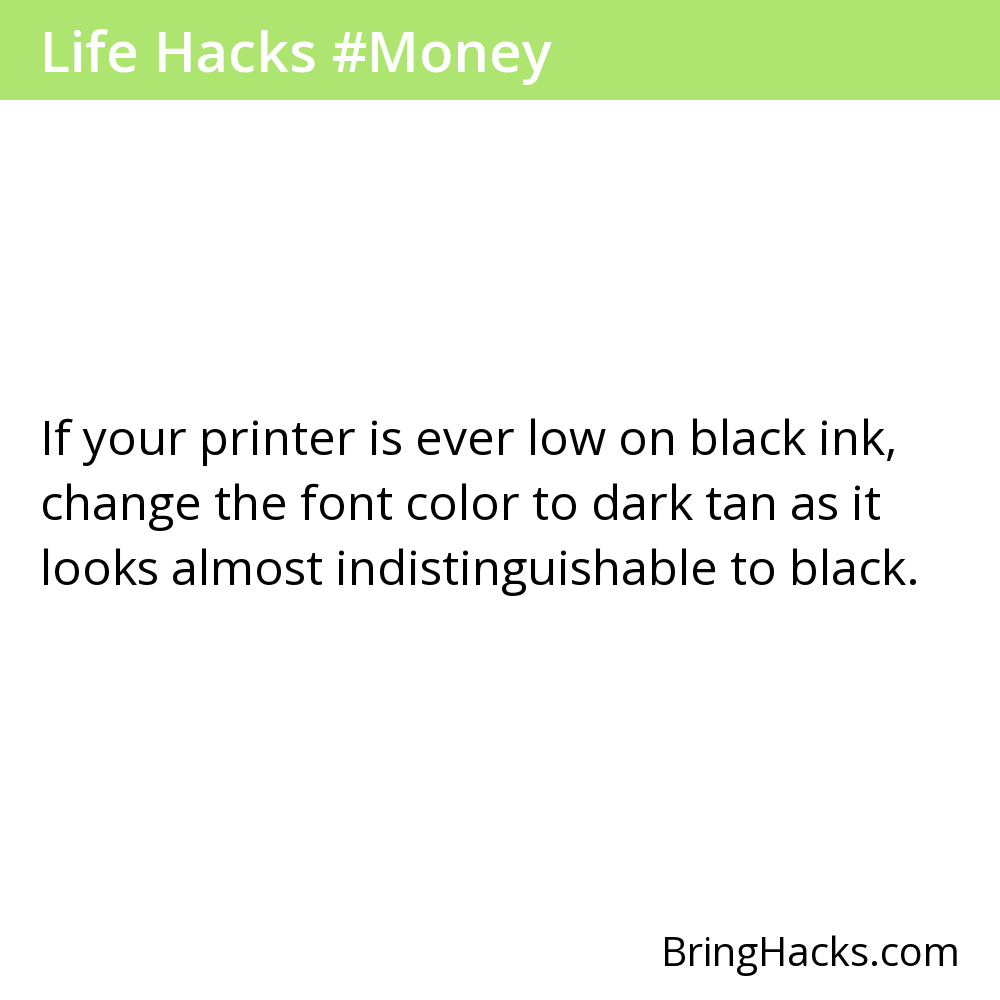 Life Hacks #Money
If your printer is ever low on black ink,
change the font color to dark tan as it
looks almost indistinguishable to black.
BringHacks.com